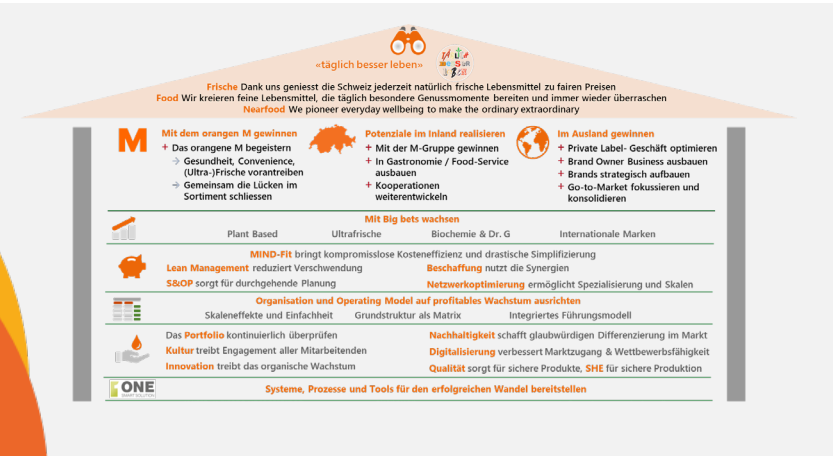 «täglich besser leben»
Frische Dank uns geniesst die Schweiz jederzeit natürlich frische Lebensmittel zu fairen Preisen
Food Wir kreieren feine Lebensmittel, die täglich besondere Genussmomente bereiten und immer wieder überraschen
Nearfood We pioneer everyday wellbeing to make the ordinary extraordinary
M
Mit dem orangen M gewinnen
+ Das orangene M begeistern
→ Gesundheit, Convenience,
(Ultra-)Frische vorantreiben
→ Gemeinsam die Lücken im
Sortiment schliessen
Potenziale im Inland realisieren
+ Mit der M-Gruppe gewinnen
+ In Gastronomie / Food-Service
ausbauen
+ Kooperationen
weiterentwickeln
Im Ausland gewinnen
+ Private Label- Geschäft optimieren
+ Brand Owner Business ausbauen
+ Brands strategisch aufbauen
+ Go-to-Market fokussieren und
konsolidieren
Mit Big bets wachsen
Plant Based Ultrafrische Biochemie & Dr. G Internationale Marken
MIND-Fit bringt kompromisslose Kosteneffizienz und drastische Simplifizierung
Lean Management reduziert Verschwendung Beschaffung nutzt die Synergien
S&OP sorgt für durchgehende Planung Netzwerkoptimierung ermöglicht Spezialisierung und Skalen
Organisation und Operating Model auf profitables Wachstum ausrichten
Skaleneffekte und Einfachheit Grundstruktur als Matrix Integriertes Führungsmodell
Das Portfolio kontinuierlich überprüfen Nachhaltigkeit schafft glaubwürdigen Differenzierung im Markt
Kultur treibt Engagement aller Mitarbeitenden Digitalisierung verbessert Marktzugang & Wettbewerbsfähigkeit
Innovation treibt das organische Wachstum Qualität sorgt für sichere Produkte, SHE für sichere Produktion
ONE
SMART SOLUTION
Systeme, Prozesse und Tools für den erfolgreichen Wandel bereitstellen